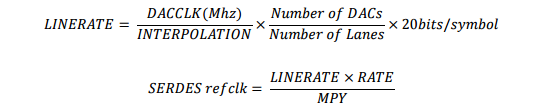 LINERATE = DACCLK(Mhz)/INTERPOLATION × Number of DACs/Number of Lanes × 20bits/symbol
SERDES refclk = LINERATE × RATE/MPY